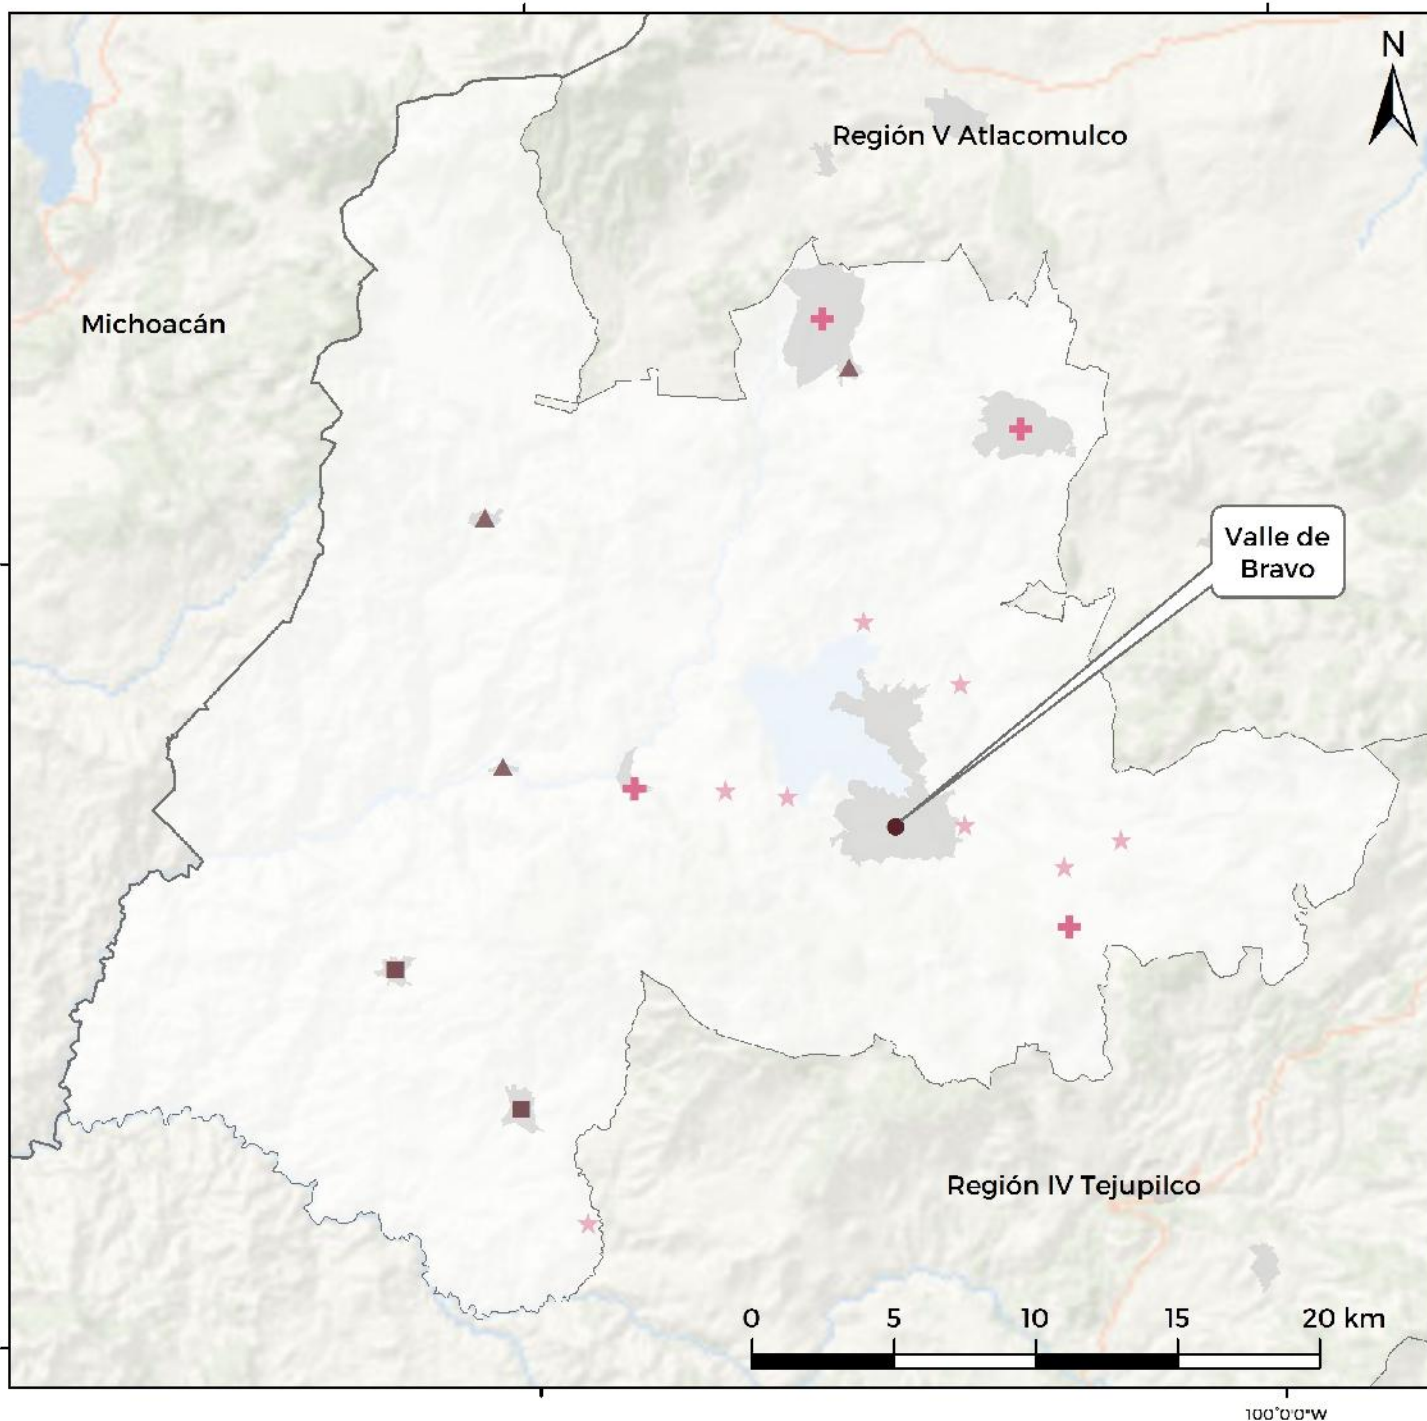 N
Región V Atlacomulco
Michoacán
Valle de
Bravo
Región IV Tejupilco
0 5 10 15 20 km
100°0'0"W